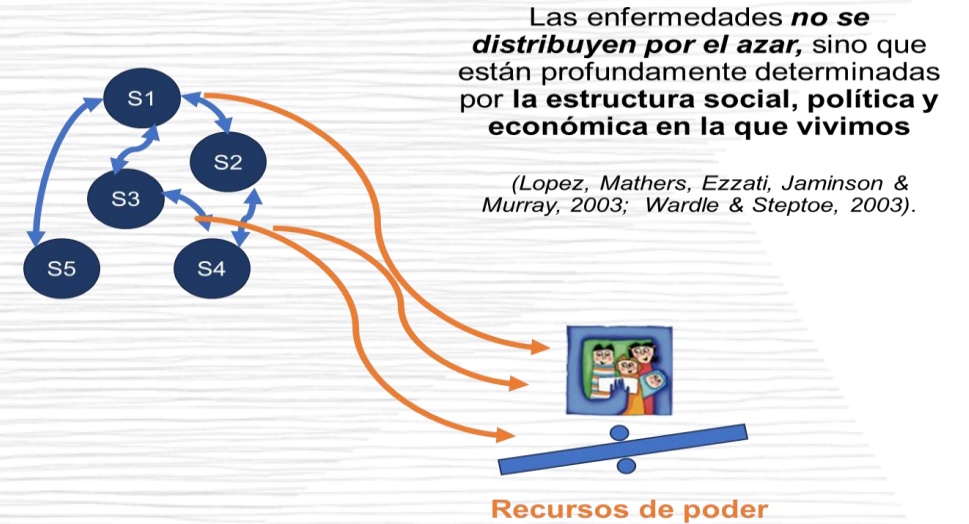 Las enfermedades no se
distribuyen por el azar, sino que
están profundamente determinadas
por la estructura social, política y
económica en la que vivimos
(Lopez, Mathers, Ezzati, Jaminson &
Murray, 2003; Wardle & Steptoe, 2003).
S1
S2
S3
S5
S4
Recursos de poder